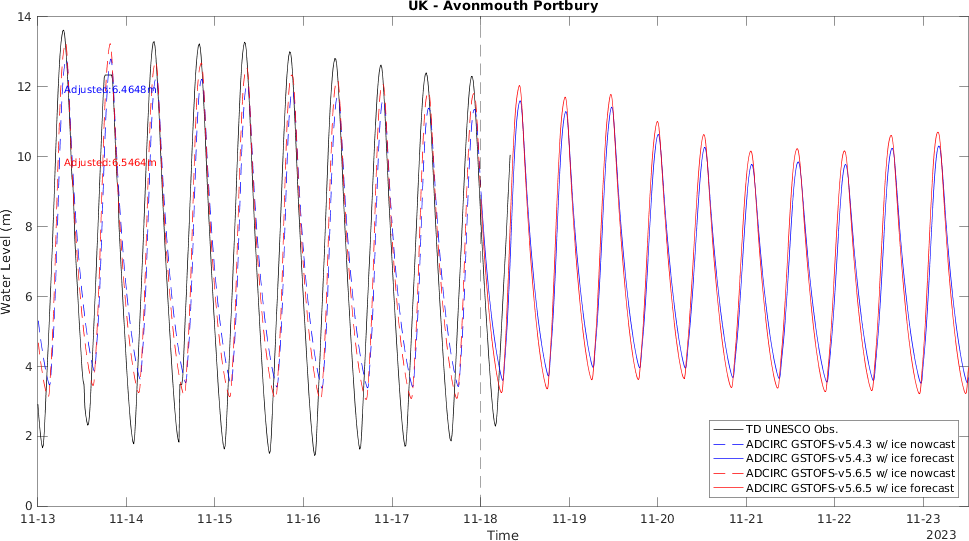 UK - Avonmouth Portbury
14
12
10
8
6
4
2
0
Water Level (m)
Adjusted:6.4648m
Adjusted:6.5464m
TD UNESCO Obs.
ADCIRC GSTOFS-v5.4.3 w/ ice nowcast
ADCIRC GSTOFS-v5.4.3 w/ ice forecast
ADCIRC GSTOFS-v5.6.5 w/ ice nowcast
ADCIRC GSTOFS-v5.6.5 w/ ice forecast
11-13 11-14 11-15 11-16 11-17 11-18 11-19 11-20 11-21 11-22 11-23
Time
2023